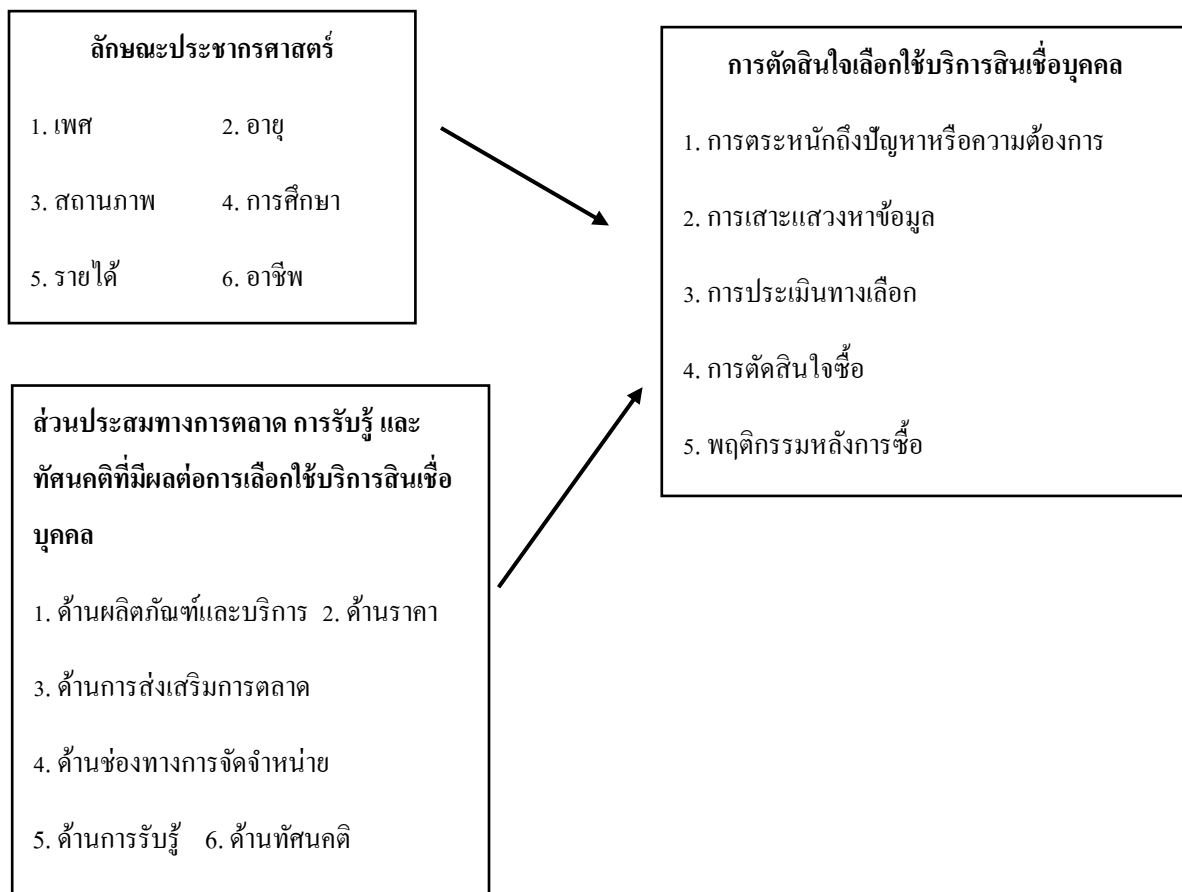 ลักษณะประชากรศาสตร์
1. เพศ 2. อายุ
3. สถานภาพ 4. การศึกษา
5. รายได้ 6. อาชีพ
การตัดสินใจเลือกใช้บริการสินเชื่อบุคคล
1. การตระหนักถึงปัญหาหรือความต้องการ
2. การเสาะแสวงหาข้อมูล
3. การประเมินทางเลือก
4. การตัดสินใจซื้อ
5. พฤติกรรมหลังการซื้อ
ส่วนประสมทางการตลาด การรับรู้ และ
ทัศนคติที่มีผลต่อการเลือกใช้บริการสินเชื่อ
บุคคล
1. ด้านผลิตภัณฑ์และบริการ 2. ด้านราคา
3. ด้านการส่งเสริมการตลาด
4. ด้านช่องทางการจัดจำหน่าย
5. ด้านการรับรู้ 6. ด้านทัศนคติ